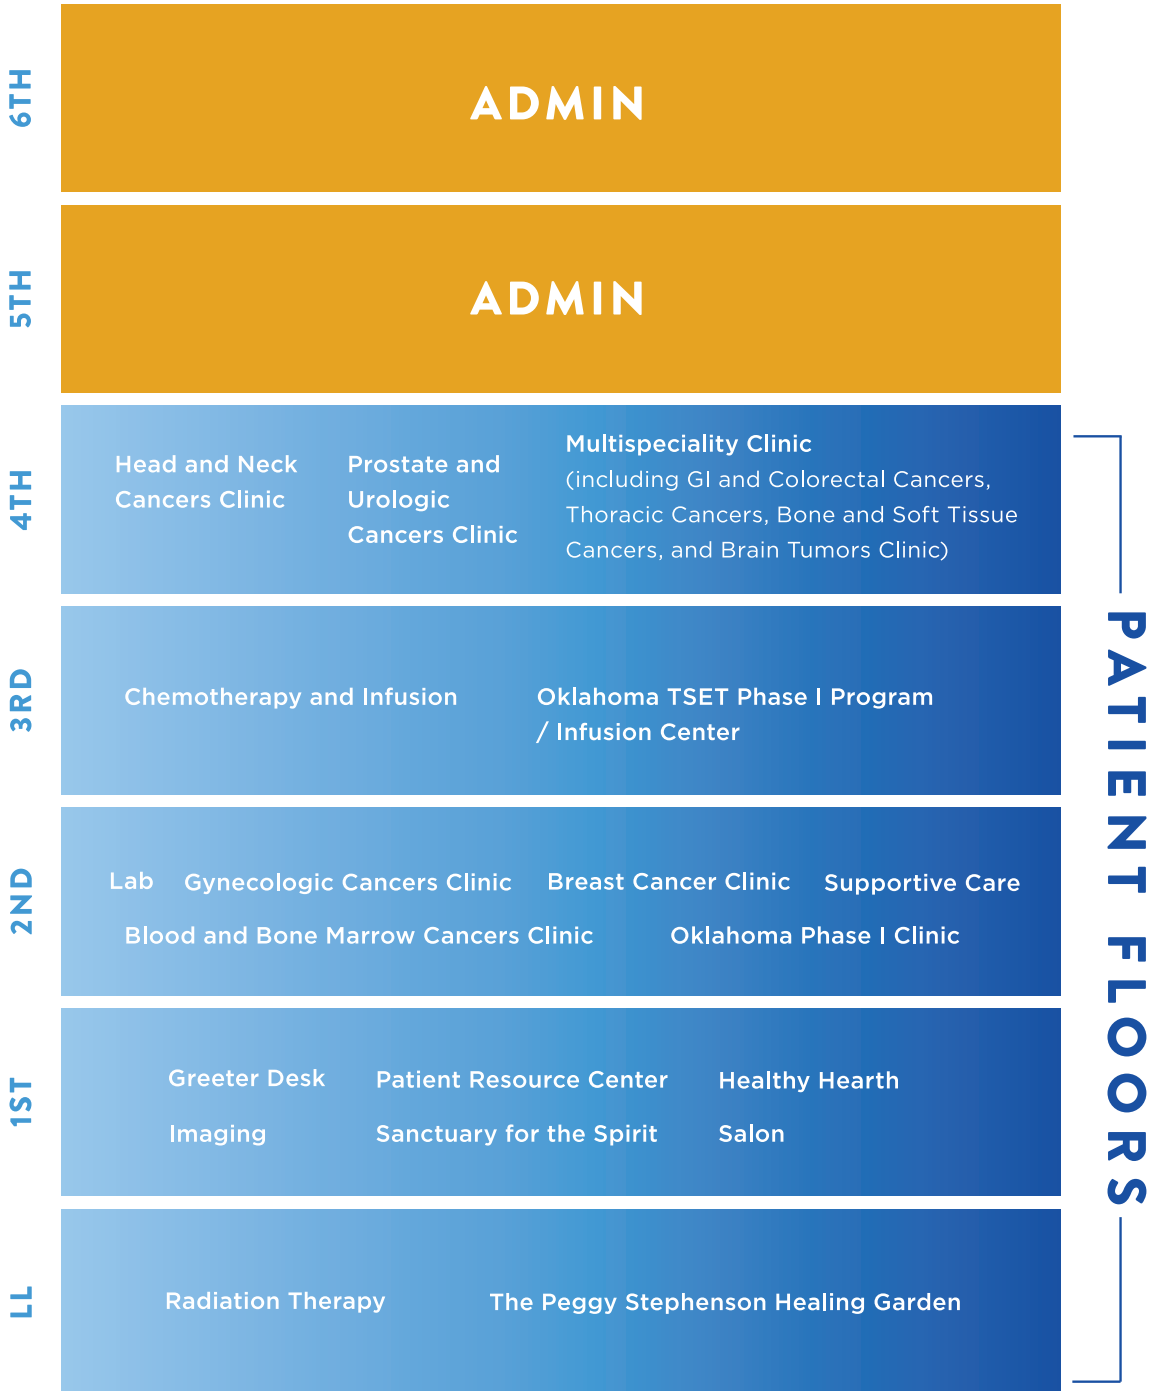 6TH
ADMIN
5TH
ADMIN
4TH
Head and Neck
Cancers Clinic
Prostate and
Urologic
Cancers Clinic
Multispeciality Clinic
(including GI and Colorectal Cancers,
Thoracic Cancers, Bone and Soft Tissue
Cancers, and Brain Tumors Clinic)
3RD
Chemotherapy and Infusion
Oklahoma TSET Phase I Program
/ Infusion Center
2ND
Lab
Gynecologic Cancers Clinic
Breast Cancer Clinic
Supportive Care
Blood and Bone Marrow Cancers Clinic
Oklahoma Phase I Clinic
1ST
Greeter Desk
Patient Resource Center
Healthy Hearth
Imaging
Sanctuary for the Spirit
Salon
LL
Radiation Therapy
The Peggy Stephenson Healing Garden
PATIENT FLOORS